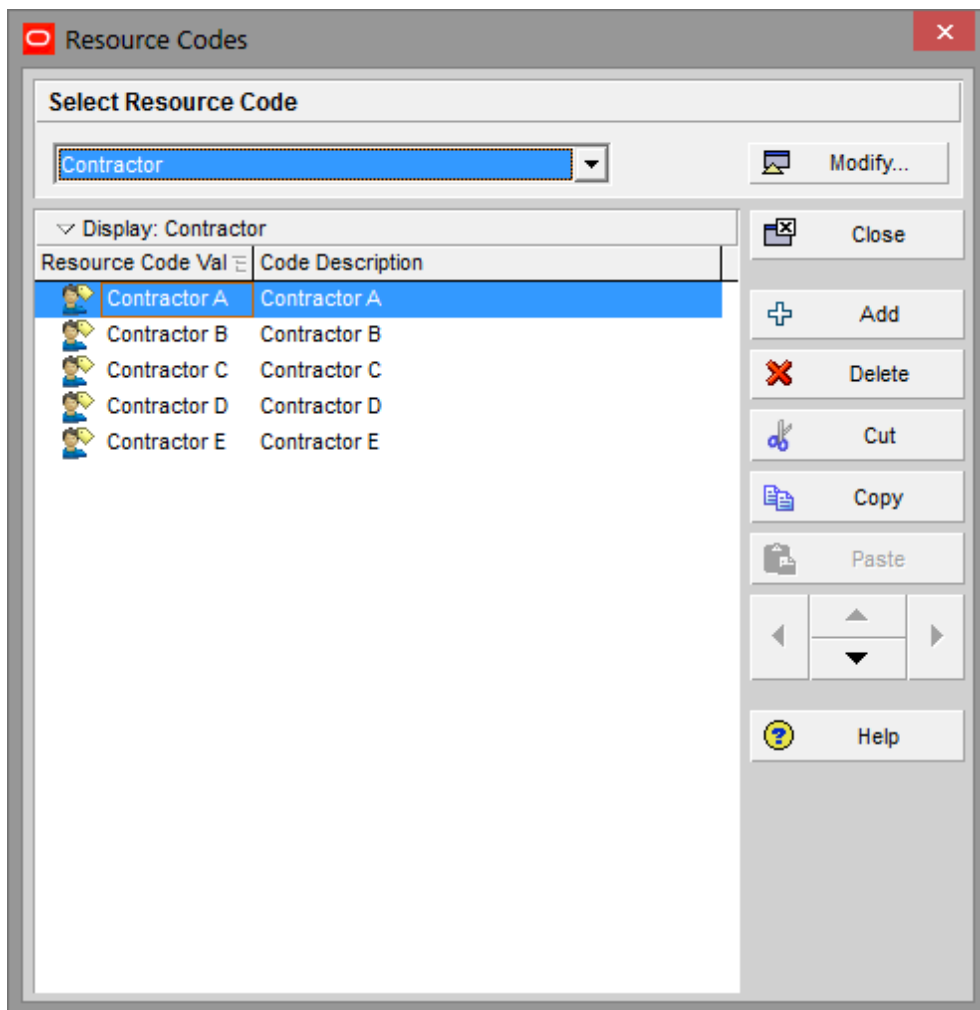 Resource Codes
Select Resource Code
Contractor
Modify...
Display: Contractor
Close
Resource Code Val Code Description
Contractor A Contractor A
Add
Contractor B Contractor B
Contractor C Contractor C
Delete
Contractor D Contractor D
Contractor E Contractor E
Cut
Copy
Paste
Help